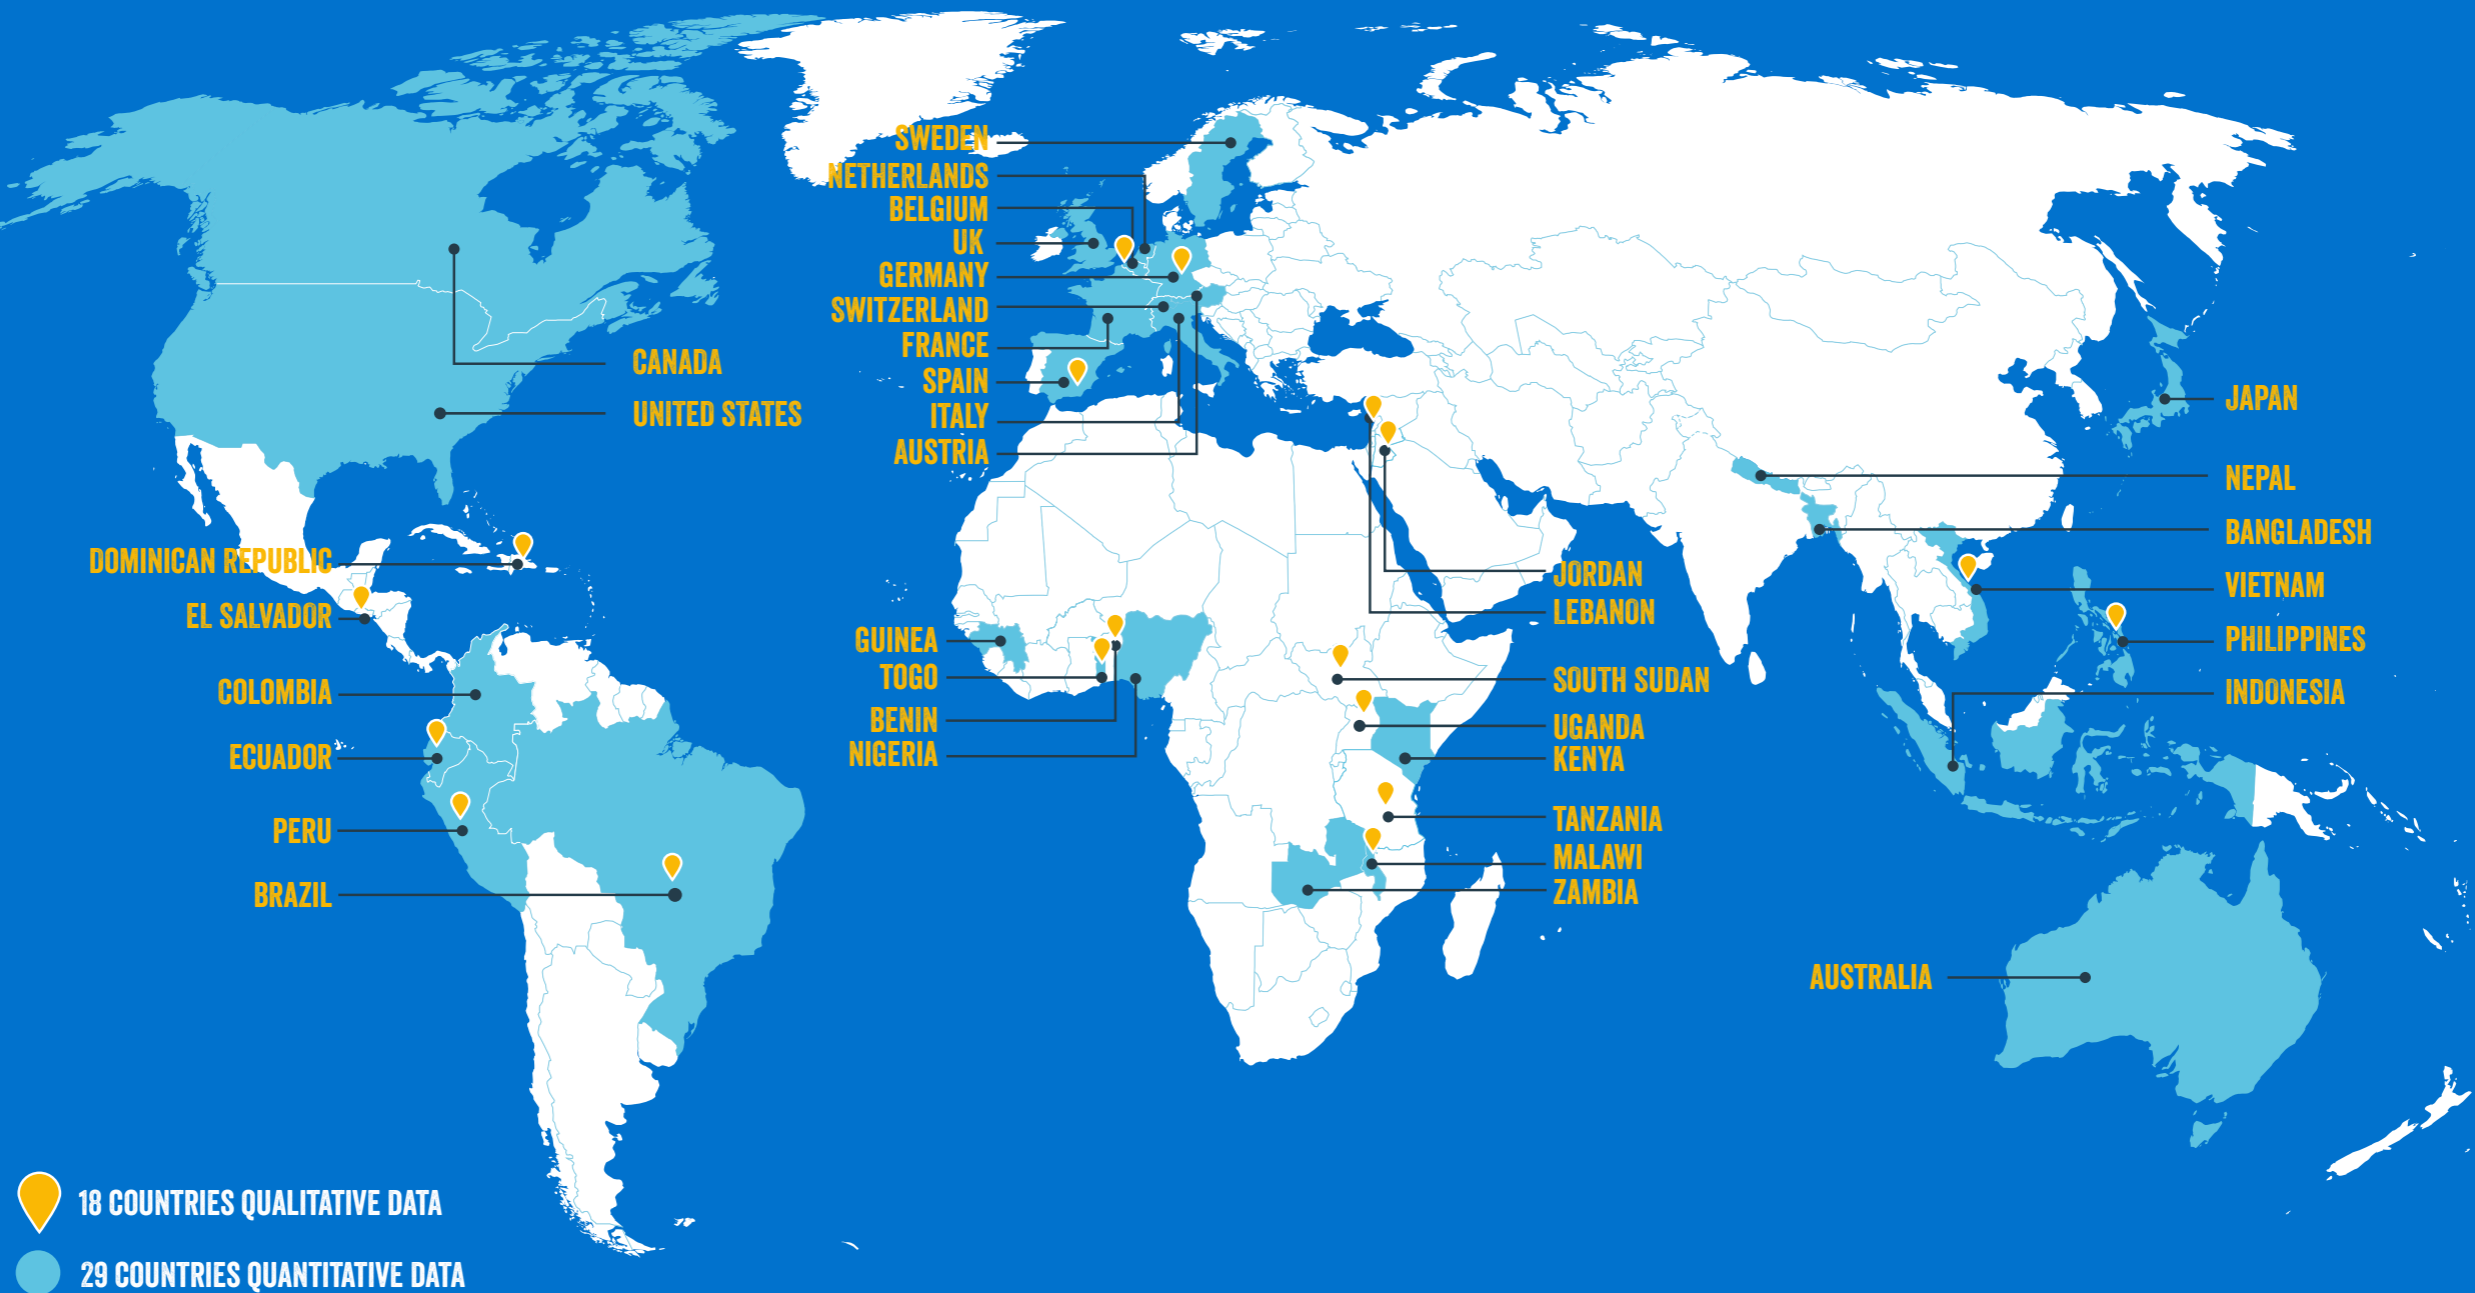 SWEDEN
NETHERLANDS
BELGIUM
UK
GERMANY
SWITZERLAND
FRANCE
SPAIN
ITALY
AUSTRIA
CANADA
UNITED STATES
DOMINICAN REPUBLIC
EL SALVADOR
COLOMBIA
ECUADOR
PERU
BRAZIL
GUINEA
TOGO
BENIN
NIGERIA
JORDAN
LEBANON
SOUTH SUDAN
UGANDA
KENYA
TANZANIA
MALAWI
ZAMBIA
JAPAN
NEPAL
BANGLADESH
VIETNAM
PHILIPPINES
INDONESIA
AUSTRALIA
18 COUNTRIES QUALITATIVE DATA
29 COUNTRIES QUANTITATIVE DATA